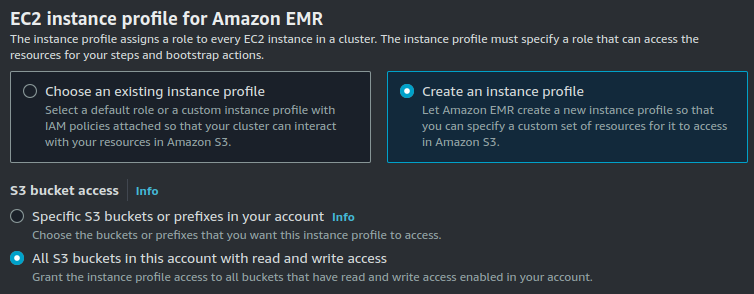 EC2 instance profile for Amazon EMR
The instance profile assigns a role to every EC2 instance in a cluster. The instance profile must specify a role that can access the
resources for your steps and bootstrap actions.
Choose an existing instance profile
Select a default role or a custom instance profile with
IAM policies attached so that your cluster can interact
with your resources in Amazon S3.
Create an instance profile
Let Amazon EMR create a new instance profile so that
you can specify a custom set of resources for it to access
in Amazon S3.
S3 bucket access Info
Specific S3 buckets or prefixes in your account Info
Choose the buckets or prefixes that you want this instance profile to access.
All S3 buckets in this account with read and write access
Grant the instance profile access to all buckets that have read and write access enabled in your account.